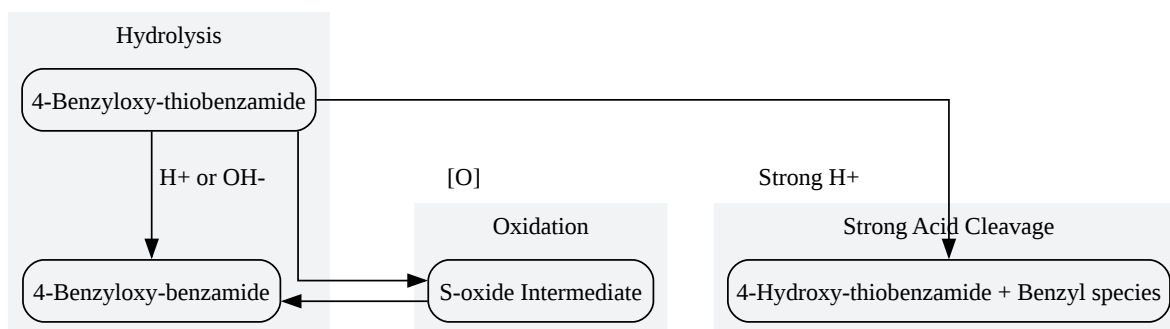 Hydrolysis
4-Benzyloxy-thiobenzamide
H+ or OH-
[O]
Strong H+
Oxidation
Strong Acid Cleavage
4-Benzyloxy-benzamide
S-oxide Intermediate
4-Hydroxy-thiobenzamide + Benzyl species